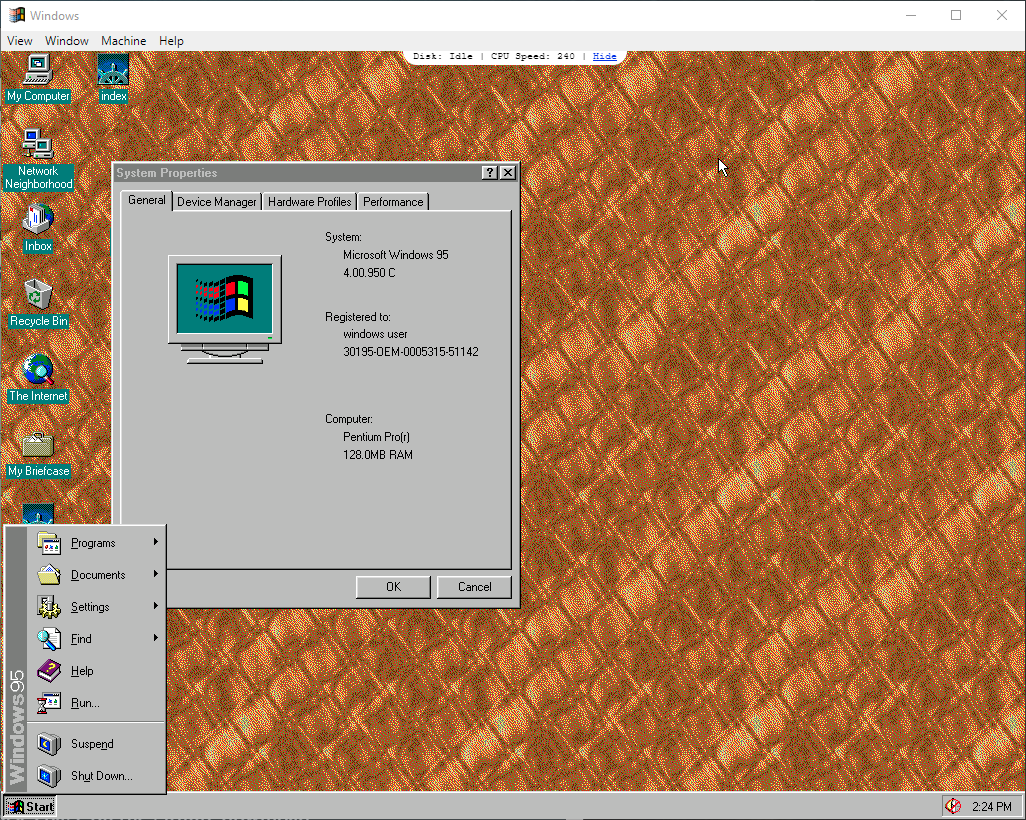 Windows
View Window Machine Help
Disk: Idle | CPU Speed: 240 | Hide
My Computer
index
Network
Neighborhood
Inbox
Recycle Bin
The Internet
My Briefcase
System Properties
General Device Manager Hardware Profiles Performance
System:
Microsoft Windows 95
4.00.950 C
Registered to:
windows user
30195-OEM-0005315-51142
Computer:
Pentium Pro(r)
128.0MB RAM
OK Cancel
Programs
Documents
Settings
Find
Help
Run...
Suspend
Shut Down...
Windows95
Start
2:24 PM